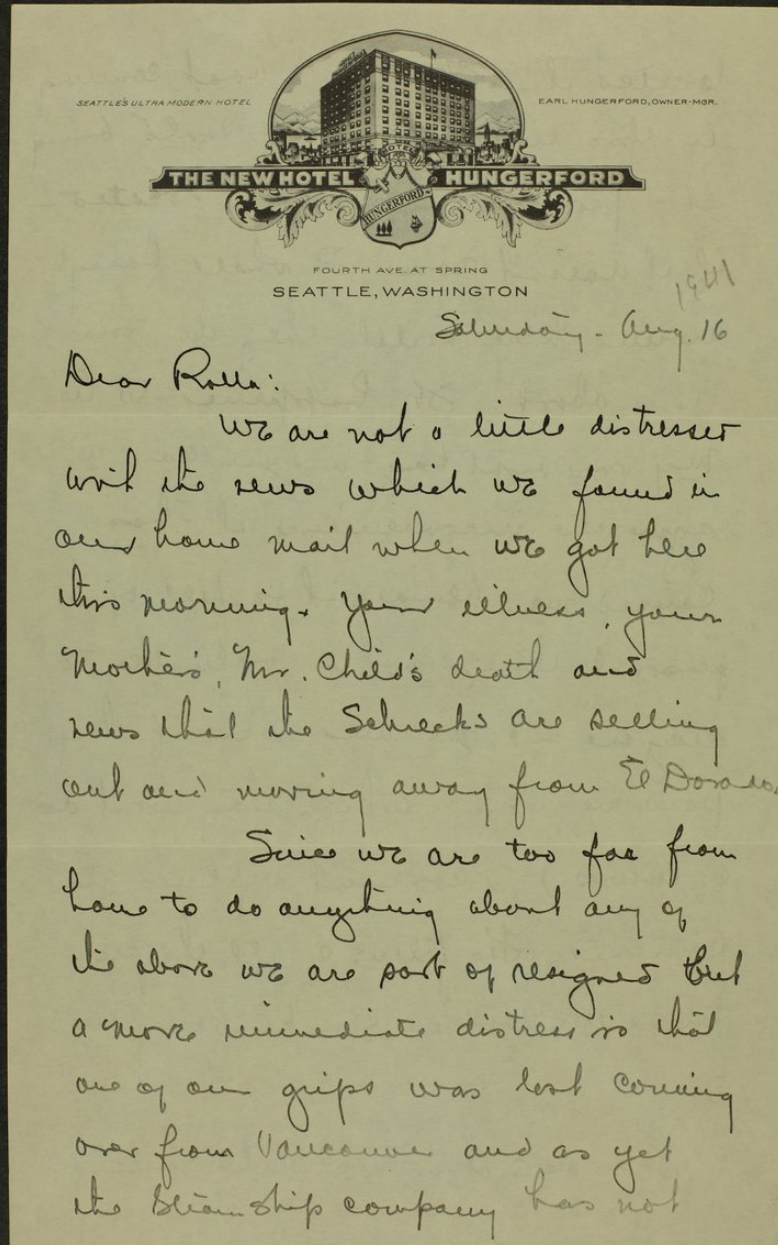 SEATTLE'S ULTRA MODERN HOTEL
EARL HUNGERFORD, OWNER-MGR.
HOTEL
THE NEW HOTEL HUNGERFORD
HUNGERFORD
FOURTH AVE. AT SPRING
SEATTLE, WASHINGTON
1941
Saturday - Aug. 16
Dear Rolla:
We are not a little distressed
with the news which we found in
our home mail when we got here
this morning. Your illness, your
Mother's, Mr. Child's death and
news that the Schrecks are selling
out and moving away from El Dorado.
Since we are too far from
home to do anything about any of
the above we are sort of resigned but
a more immediate distress is that
one of our grips was lost coming
over from Vancouver and as yet
the Steamship company has not